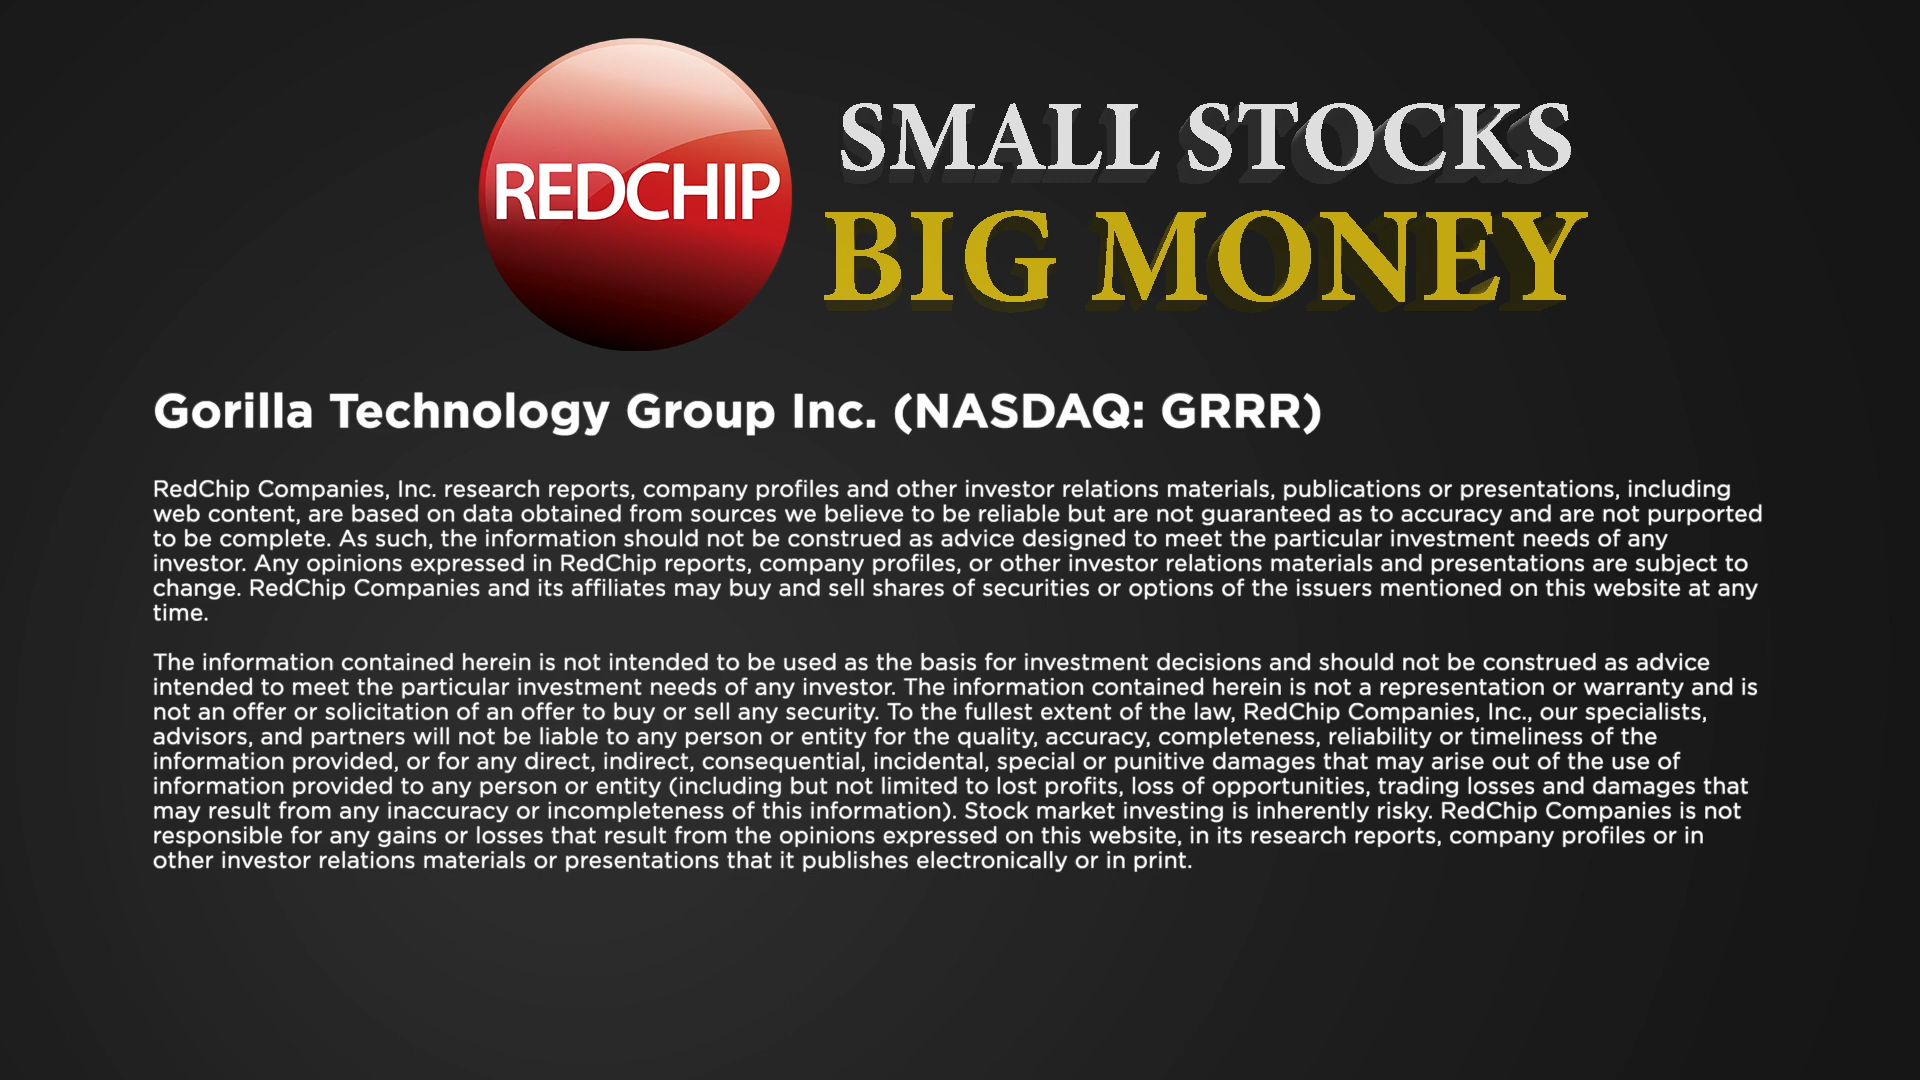 REDCHIP
SMALL STOCKS
BIG MONEY
Gorilla Technology Group Inc. (NASDAQ: GRRR)
RedChip Companies, Inc. research reports, company profiles and other investor relations materials, publications or presentations, including
web content, are based on data obtained from sources we believe to be reliable but are not guaranteed as to accuracy and are not purported
to be complete. As such, the information should not be construed as advice designed to meet the particular investment needs of any
investor. Any opinions expressed in RedChip reports, company profiles, or other investor relations materials and presentations are subject to
change. RedChip Companies and its affiliates may buy and sell shares of securities or options of the issuers mentioned on this website at any
time.
The information contained herein is not intended to be used as the basis for investment decisions and should not be construed as advice
intended to meet the particular investment needs of any investor. The information contained herein is not a representation or warranty and is
not an offer or solicitation of an offer to buy or sell any security. To the fullest extent of the law, RedChip Companies, Inc., our specialists,
advisors, and partners will not be liable to any person or entity for the quality, accuracy, completeness, reliability or timeliness of the
information provided, or for any direct, indirect, consequential, incidental, special or punitive damages that may arise out of the use of
information provided to any person or entity (including but not limited to lost profits, loss of opportunities, trading losses and damages that
may result from any inaccuracy or incompleteness of this information). Stock market investing is inherently risky. RedChip Companies is not
responsible for any gains or losses that result from the opinions expressed on this website, in its research reports, company profiles or in
other investor relations materials or presentations that it publishes electronically or in print.